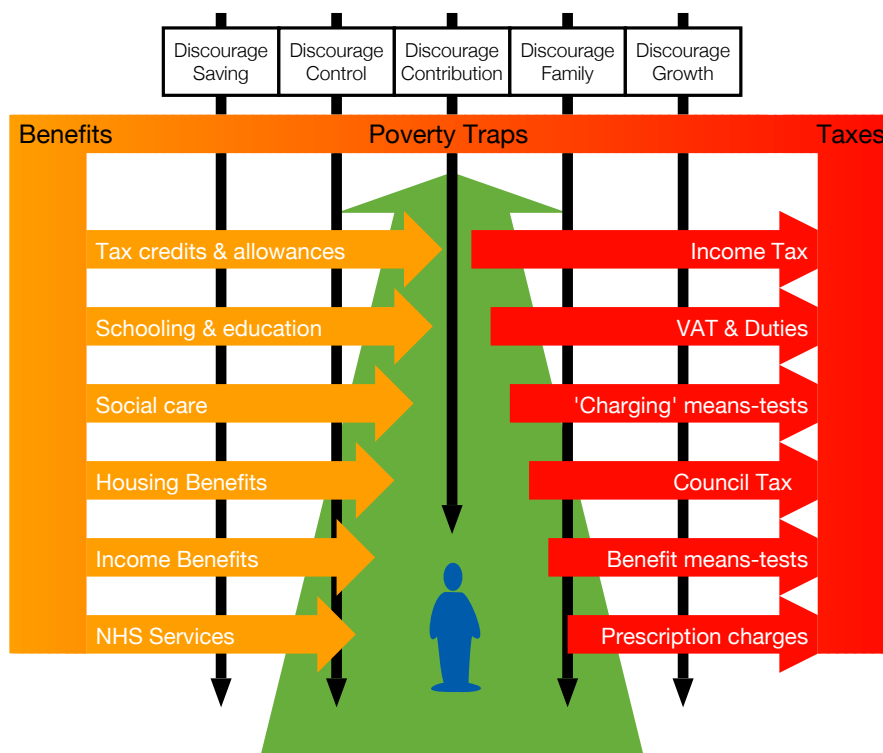 Discourage
Saving
Discourage
Control
Discourage
Contribution
Discourage
Family
Discourage
Growth
Benefits
Poverty Traps
Taxes
Tax credits & allowances
Income Tax
Schooling & education
VAT & Duties
Social care
'Charging' means-tests
Housing Benefits
Council Tax
Income Benefits
Benefit means-tests
NHS Services
Prescription charges